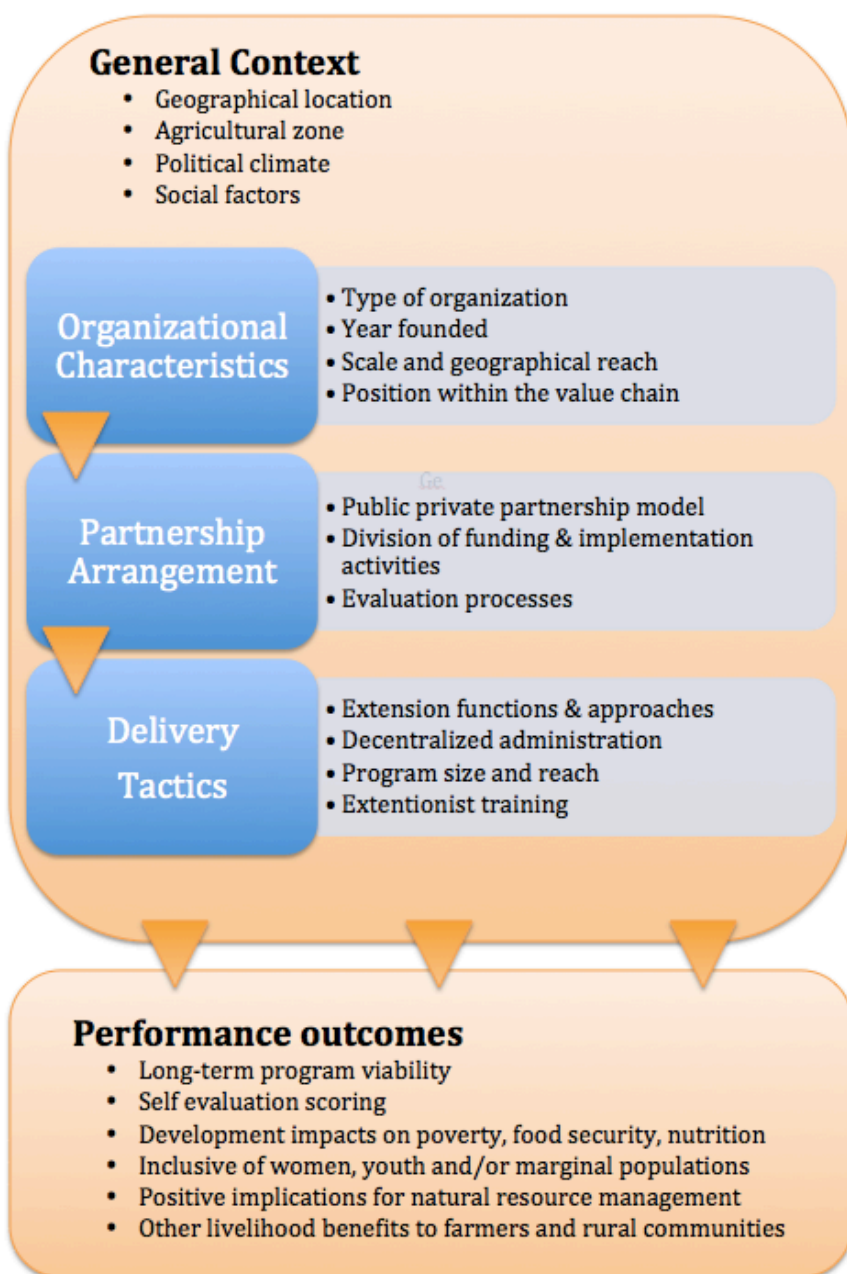 General Context
• Geographical location
• Agricultural zone
• Political climate
• Social factors
Organizational
Characteristics
• Type of organization
• Year founded
• Scale and geographical reach
• Position within the value chain
Ge
Partnership
Arrangement
• Public private partnership model
• Division of funding & implementation
activities
• Evaluation processes
Delivery
Tactics
• Extension functions & approaches
• Decentralized administration
• Program size and reach
• Extentionist training
Performance outcomes
• Long-term program viability
• Self evaluation scoring
• Development impacts on poverty, food security, nutrition
• Inclusive of women, youth and/or marginal populations
• Positive implications for natural resource management
• Other livelihood benefits to farmers and rural communities